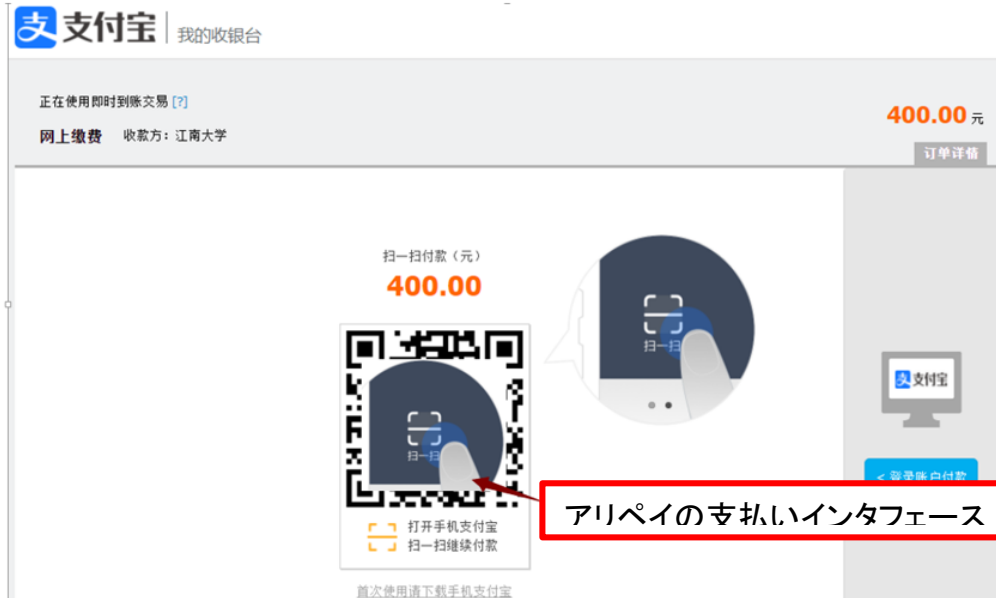 支付宝 我的收银台
正在使用即时到账交易 [?]
网上缴费 收款方：江南大学
400.00 元
订单详情
扫一扫付款（元）
400.00
扫一扫
扫一扫
打开手机支付宝
扫一扫继续付款
首次使用请下载手机支付宝
支付宝
< 登录账户付款
アリペイの支払いインタフェース